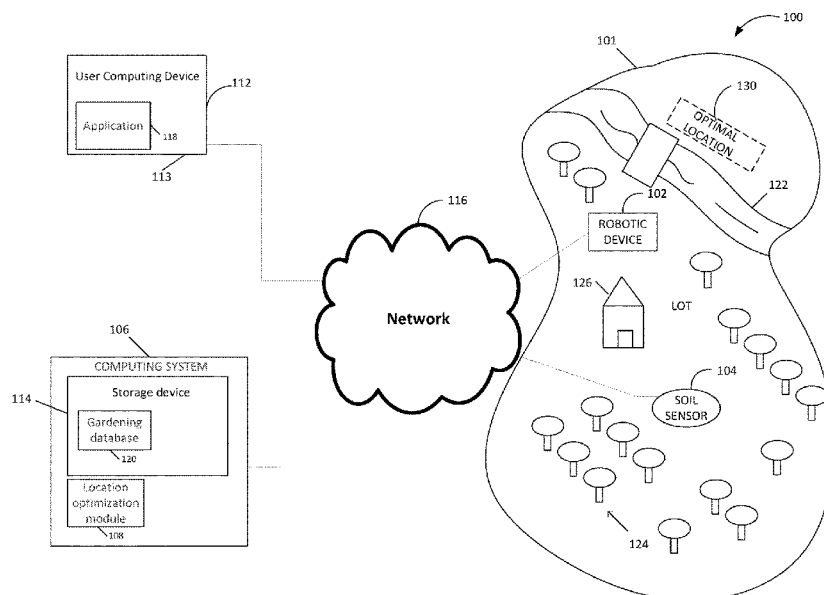 100
101
User Computing Device
112
Application
118
113
130
OPTIMAL
LOCATION
122
116
102
ROBOTIC
DEVICE
126
LOT
Network
106
COMPUTING SYSTEM
114
Storage device
Gardening
database
120
Location
optimization
module
108
104
SOIL
SENSOR
124